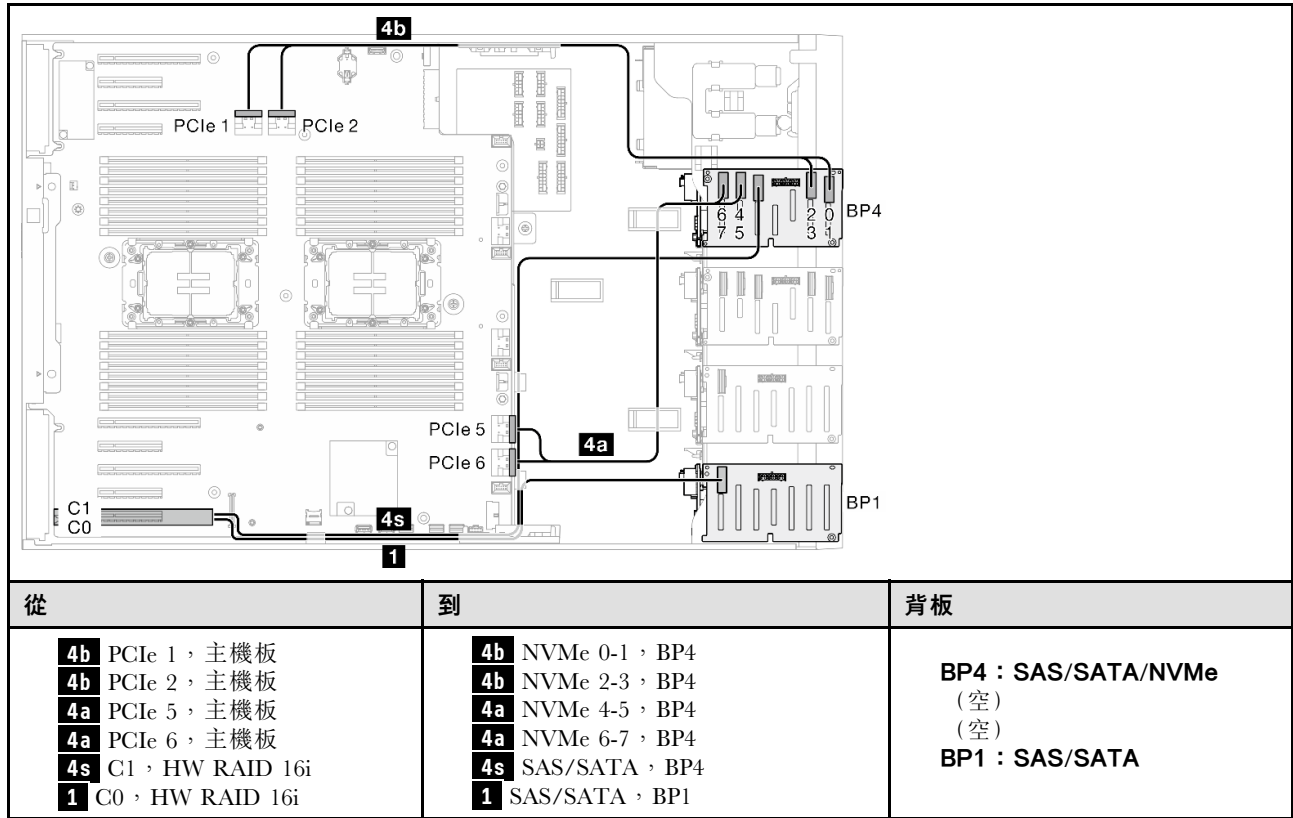 4b
PCIe 1
PCIe 2
6 4 2 0
7 5 3 1
BP4
PCIe 5
4a
PCIe 6
BP1
C1
C0
4s
1
從
到
背板
4b PCIe 1，主機板
4b PCIe 2，主機板
4a PCIe 5，主機板
4a PCIe 6，主機板
4s C1，HW RAID 16i
1 C0，HW RAID 16i
4b NVMe 0-1，BP4
4b NVMe 2-3，BP4
4a NVMe 4-5，BP4
4a NVMe 6-7，BP4
4s SAS/SATA，BP4
1 SAS/SATA，BP1
BP4：SAS/SATA/NVMe
（空）
（空）
BP1：SAS/SATA